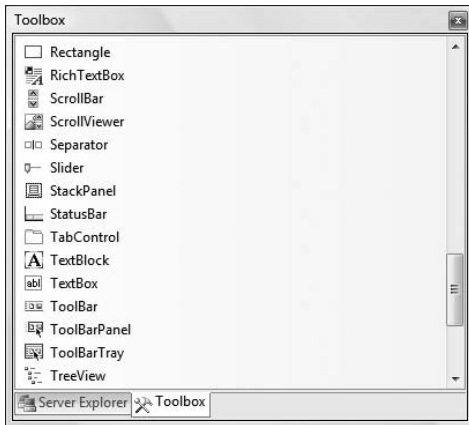 Toolbox
Rectangle
RichTextBox
ScrollBar
ScrollViewer
Separator
Slider
StackPanel
StatusBar
TabControl
TextBlock
TextBox
ToolBar
ToolBarPanel
ToolBarTray
TreeView
Server Explorer Toolbox